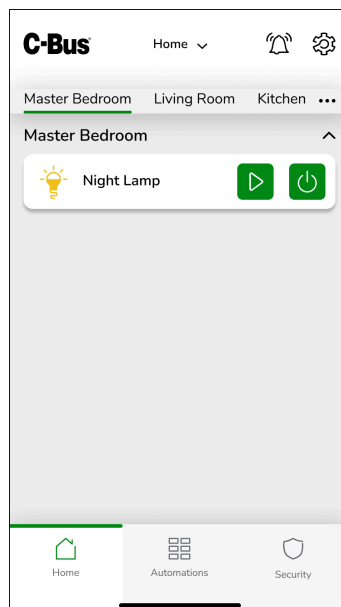 C-Bus Home
Master Bedroom Living Room Kitchen
Master Bedroom
Night Lamp
Home Automations Security